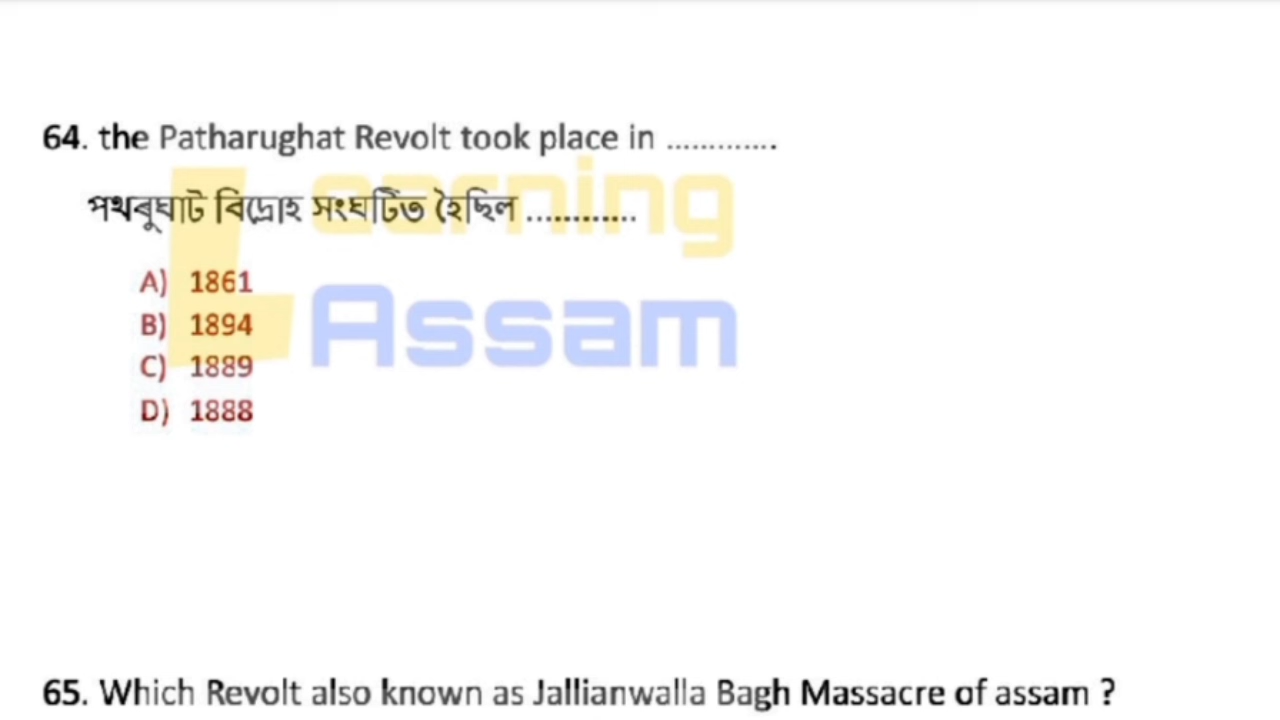 64. the Patharughat Revolt took place in .............
পথৰুঘাট বিদ্ৰোহ সংঘটিত হৈছিল ............
Learning
Assam
A) 1861
B) 1894
C) 1889
D) 1888
65. Which Revolt also known as Jallianwalla Bagh Massacre of assam ?